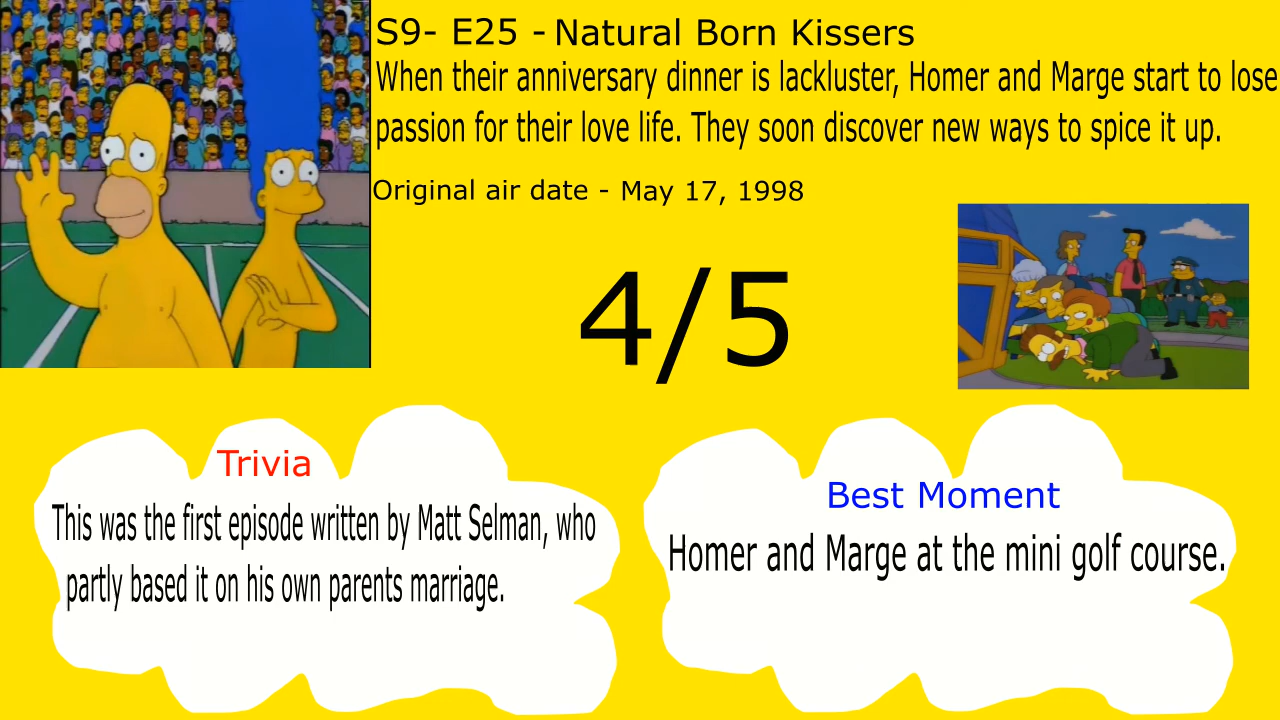 S9- E25 - Natural Born Kissers
When their anniversary dinner is lackluster, Homer and Marge start to lose
passion for their love life. They soon discover new ways to spice it up.
Original air date - May 17, 1998
4/5
Trivia
This was the first episode written by Matt Selman, who
partly based it on his own parents marriage.
Best Moment
Homer and Marge at the mini golf course.